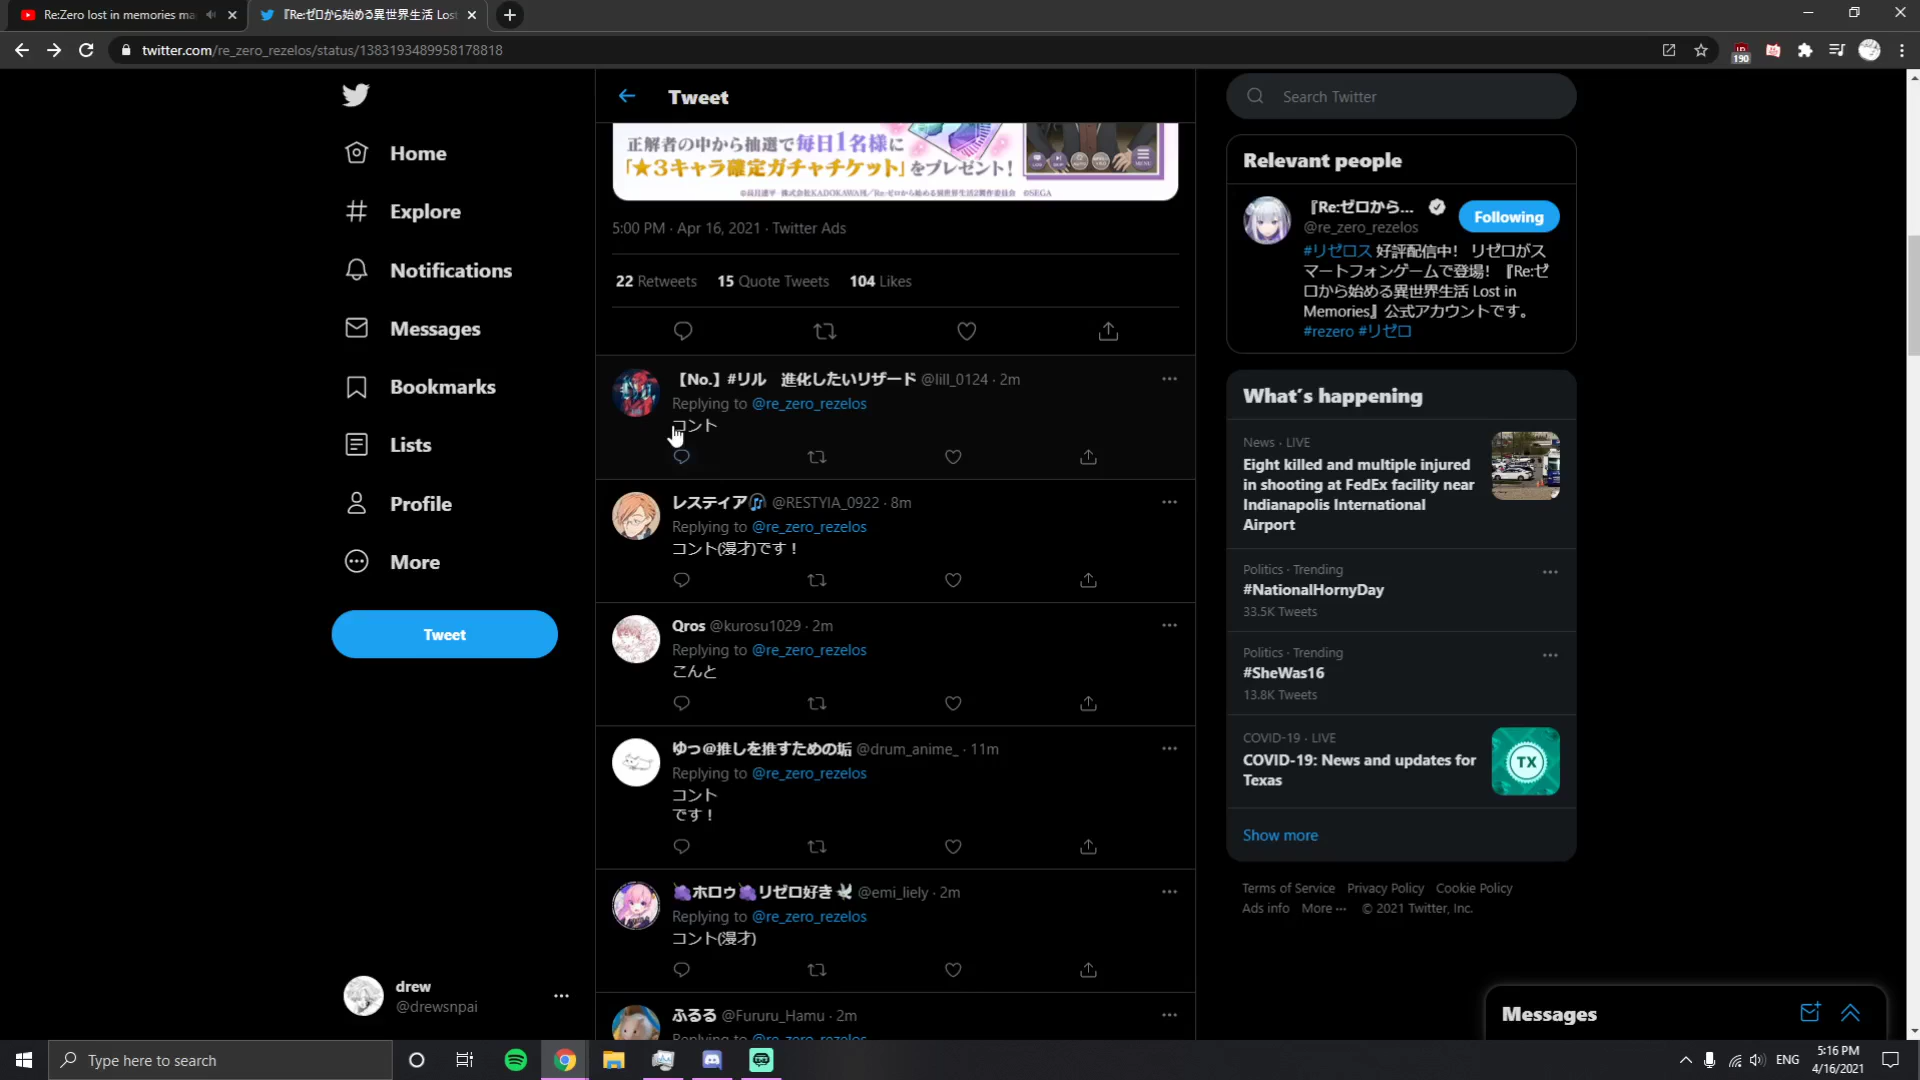 Re:Zero lost in memories ma
『Re:ゼロから始める異世界生活 Lost
twitter.com/re_zero_rezelos/status/1383193489958178818
190
Home
Explore
Notifications
Messages
Bookmarks
Lists
Profile
More
Tweet
drew
@drewsnpai
Tweet
正解者の中から抽選で毎日1名様に
「★3キャラ確定ガチャチケット」をプレゼント!
5:00 PM · Apr 16, 2021 · Twitter Ads
22 Retweets 15 Quote Tweets 104 Likes
【No.】#リル 進化したいリザード @lill_0124 · 2m
Replying to @re_zero_rezelos
コント
レスティア @RESTYIA_0922 · 8m
Replying to @re_zero_rezelos
コント(漫才)です！
Qros @kurosu1029 · 2m
Replying to @re_zero_rezelos
こんと
ゆっ@推しを推すための垢 @drum_anime_ · 11m
Replying to @re_zero_rezelos
コント
です！
🍇ホロゥ🍇リゼロ好き🕊 @emi_liely · 2m
Replying to @re_zero_rezelos
コント(漫才)
ふるる @Fururu_Hamu · 2m
Replying to @re_zero_rezelos
Search Twitter
Relevant people
『Re:ゼロから...
Following
@re_zero_rezelos
#リゼロス 好評配信中！ リゼロがス
マートフォンゲームで登場！『Re:ゼ
ロから始める異世界生活 Lost in
Memories』公式アカウントです。
#rezero #リゼロ
What's happening
News · LIVE
Eight killed and multiple injured
in shooting at FedEx facility near
Indianapolis International
Airport
Politics · Trending
#NationalHornyDay
33.5K Tweets
Politics · Trending
#SheWas16
13.8K Tweets
COVID-19 · LIVE
COVID-19: News and updates for
Texas
TX
Show more
Terms of Service Privacy Policy Cookie Policy
Ads info More ··· © 2021 Twitter, Inc.
Messages
Type here to search
ENG
5:16 PM
4/16/2021